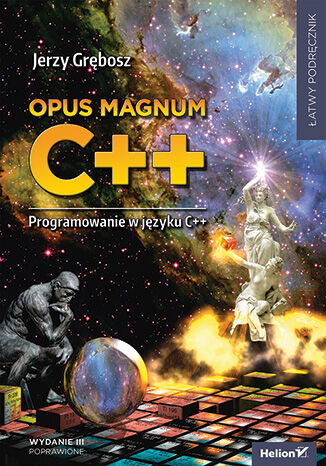 Jerzy Grębosz
ŁATWY PODRĘCZNIK
OPUS MAGNUM
C++
Programowanie w języku C++
WYDANIE III
POPRAWIONE
Helion